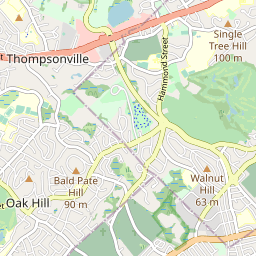 Single
Tree Hill
100 m
Thompsonville
Hammond Street
Bald Pate
Hill
90 m
Walnut
Hill
63 m
Oak Hill